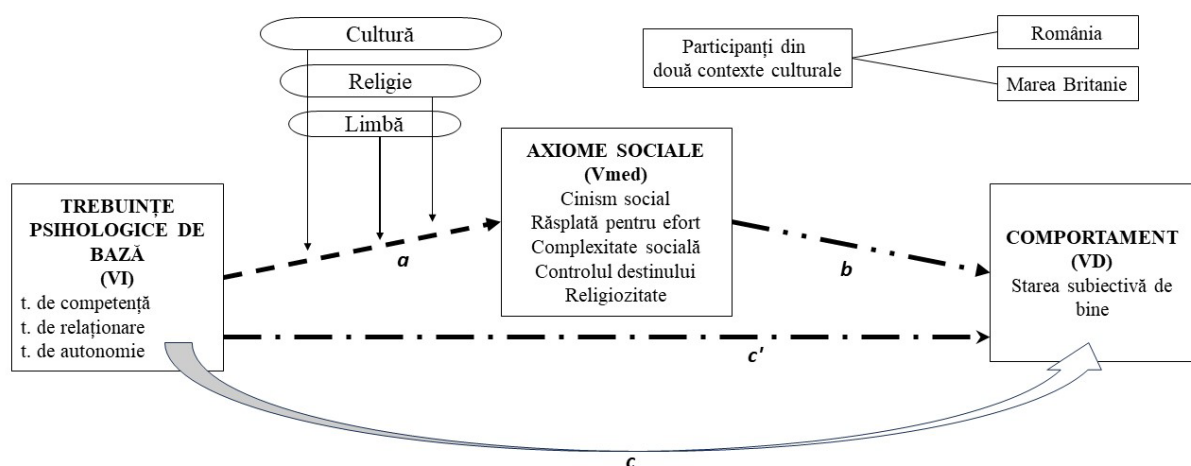 Cultură
Religie
Limbă
Participanți din
două contexte culturale
România
Marea Britanie
TREBUINȚE
PSIHOLOGICE DE
BAZĂ
(VI)
t. de competență
t. de relaționare
t. de autonomie
a
AXIOME SOCIALE
(Vmed)
Cinism social
Răsplată pentru efort
Complexitate socială
Controlul destinului
Religiozitate
b
COMPORTAMENT
(VD)
Starea subiectivă de
bine
c'
c